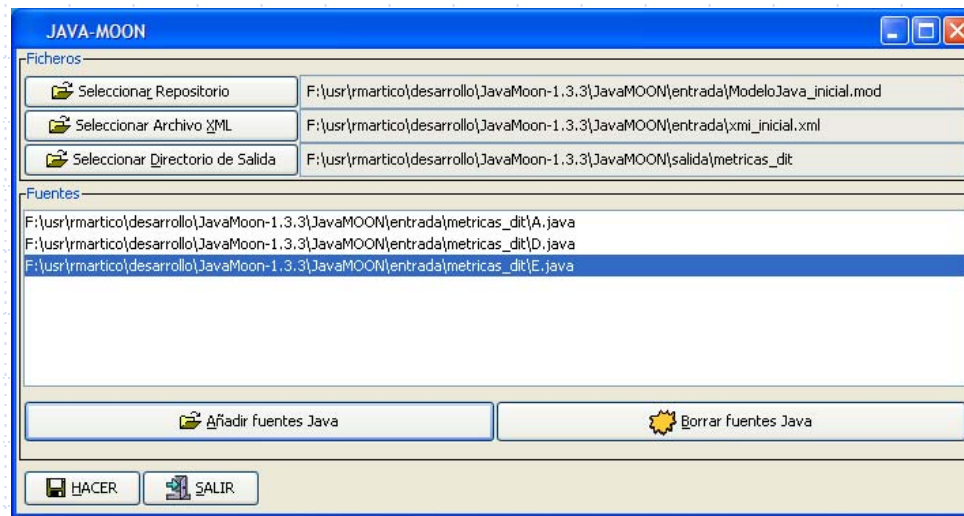 JAVA-MOON
Ficheros
Seleccionar Repositorio F:\usr\rmartico\desarrollo\JavaMoon-1.3.3\JavaMOON\entrada\ModeloJava_inicial.mod
Seleccionar Archivo XML F:\usr\rmartico\desarrollo\JavaMoon-1.3.3\JavaMOON\entrada\xmi_inicial.xml
Seleccionar Directorio de Salida F:\usr\rmartico\desarrollo\JavaMoon-1.3.3\JavaMOON\salida\metricas_dit
Fuentes
F:\usr\rmartico\desarrollo\JavaMoon-1.3.3\JavaMOON\entrada\metricas_dit\A.java
F:\usr\rmartico\desarrollo\JavaMoon-1.3.3\JavaMOON\entrada\metricas_dit\D.java
F:\usr\rmartico\desarrollo\JavaMoon-1.3.3\JavaMOON\entrada\metricas_dit\E.java
Añadir fuentes Java Borrar fuentes Java
HACER SALIR